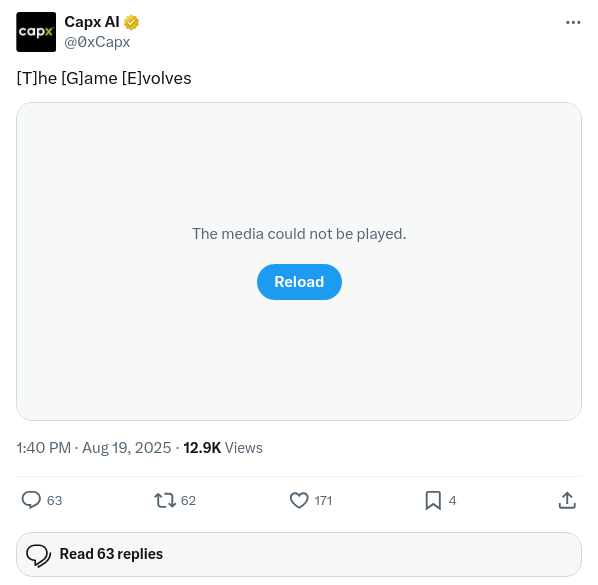 capx
Capx AI
@0xCapx
[T]he [G]ame [E]volves
The media could not be played.
Reload
1:40 PM · Aug 19, 2025 · 12.9K Views
63 62 171 4
Read 63 replies